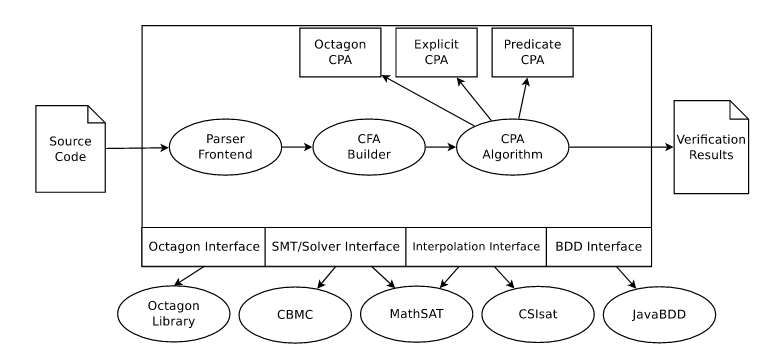 Octagon
CPA
Explicit
CPA
Predicate
CPA
Source
Code
Parser
Frontend
CFA
Builder
CPA
Algorithm
Verification
Results
Octagon Interface
SMT/Solver Interface
Interpolation Interface
BDD Interface
Octagon
Library
CBMC
MathSAT
CSIsat
JavaBDD